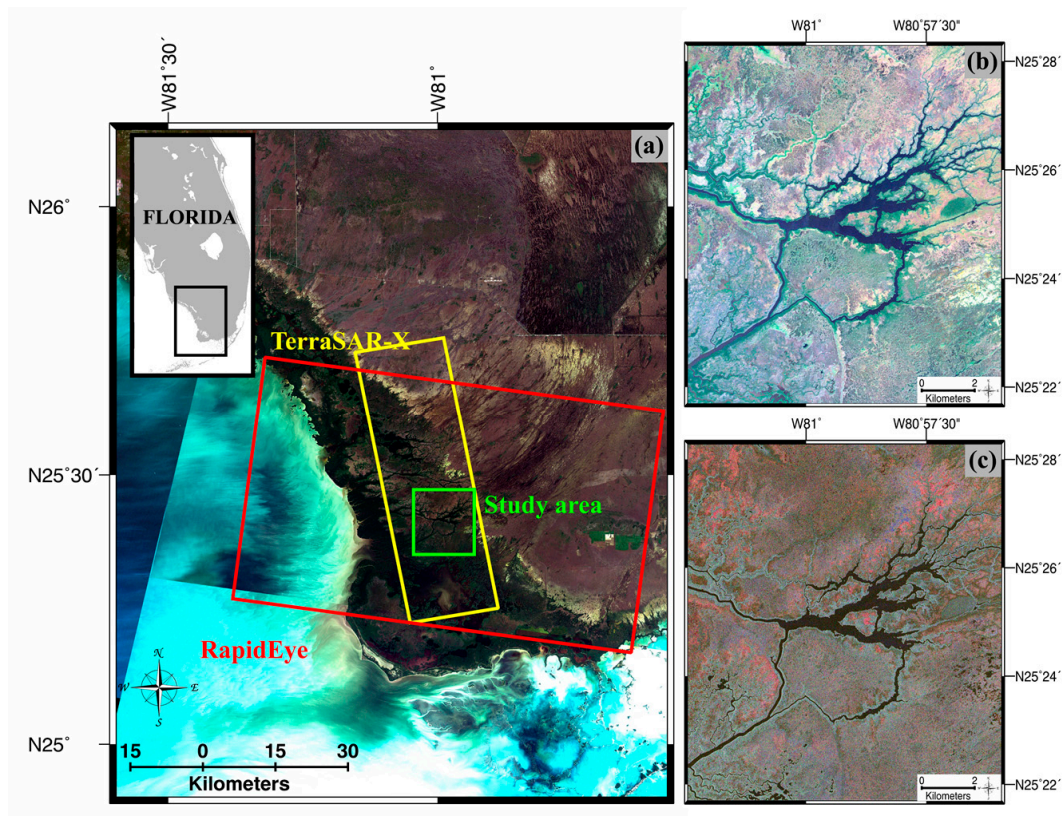 W81°30´
W81°
(a)
FLORIDA
N26°
N25°30´
N25°
TerraSAR-X
Study area
RapidEye
N
W
E
S
15 0 30
Kilometers
W81° W80°57´30"
(b)
N25°28´
N25°26´
N25°24´
N25°22´
0 2
Kilometers
W81° W80°57´30"
(c)
N25°28´
N25°26´
N25°24´
N25°22´
0 2
Kilometers